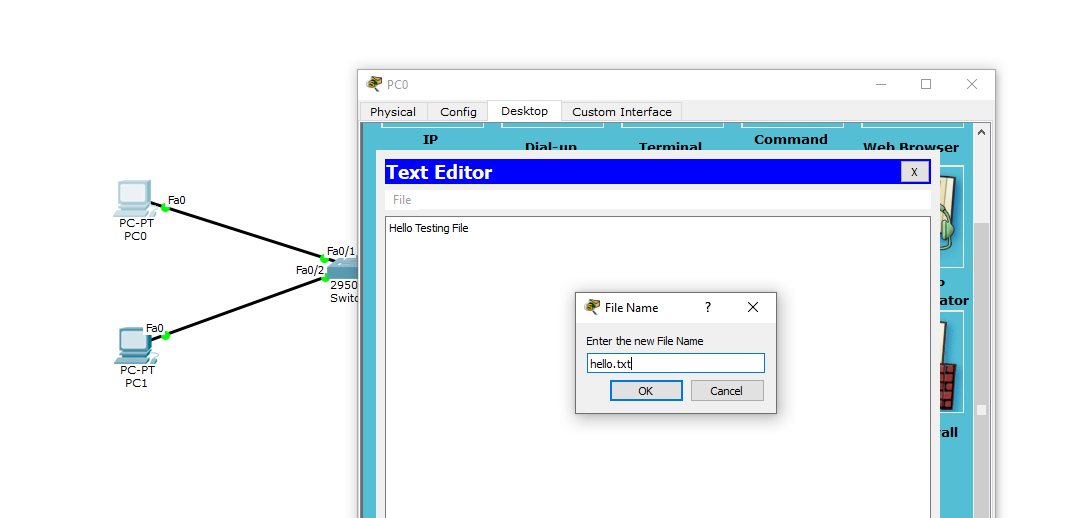 PC0
Physical Config Desktop Custom Interface
IP
Dial-up
Terminal
Command
Web Browser
Text Editor
X
File
Hello Testing File
File Name
?
Enter the new File Name
hello.txt
OK Cancel
Fa0
PC-PT
PC0
Fa0/1
Fa0/2
2950
Fa0
PC-PT
PC1